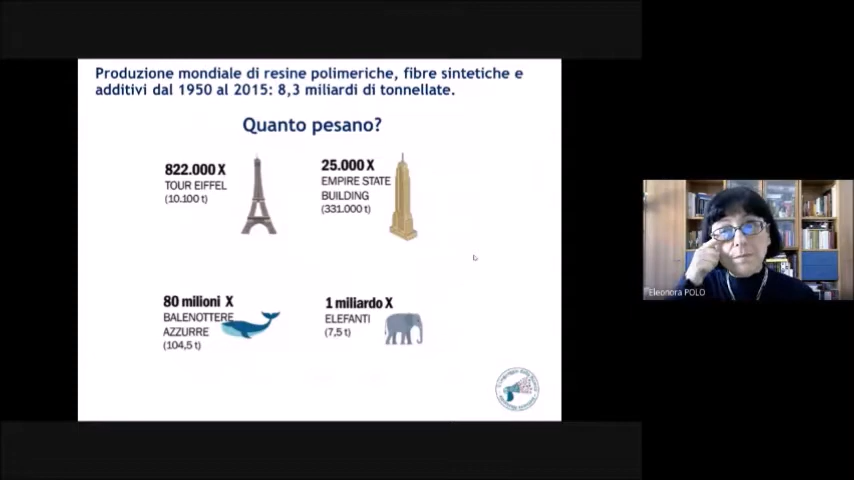 Produzione mondiale di resine polimeriche, fibre sintetiche e
additivi dal 1950 al 2015: 8,3 miliardi di tonnellate.
Quanto pesano?
822.000 X
TOUR EIFFEL
(10.100 t)
25.000 X
EMPIRE STATE
BUILDING
(331.000 t)
80 milioni X
BALENOTTERE
AZZURRE
(104,5 t)
1 miliardo X
ELEFANTI
(7,5 t)
Eleonora POLO